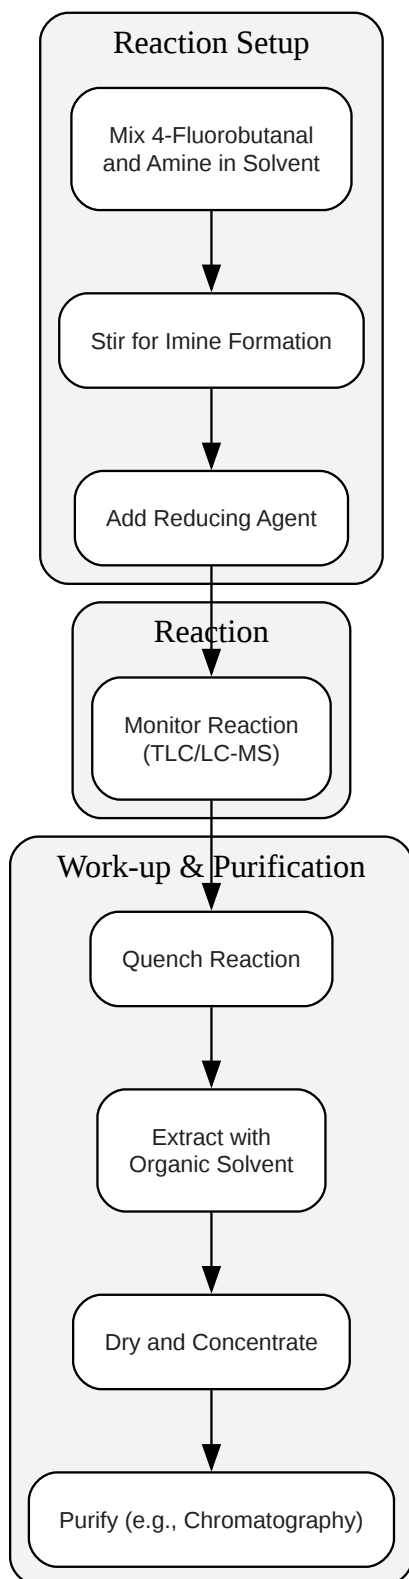 Reaction Setup
Mix 4-Fluorobutanal
and Amine in Solvent
Stir for Imine Formation
Add Reducing Agent
Reaction
Monitor Reaction
(TLC/LC-MS)
Work-up & Purification
Quench Reaction
Extract with
Organic Solvent
Dry and Concentrate
Purify (e.g., Chromatography)